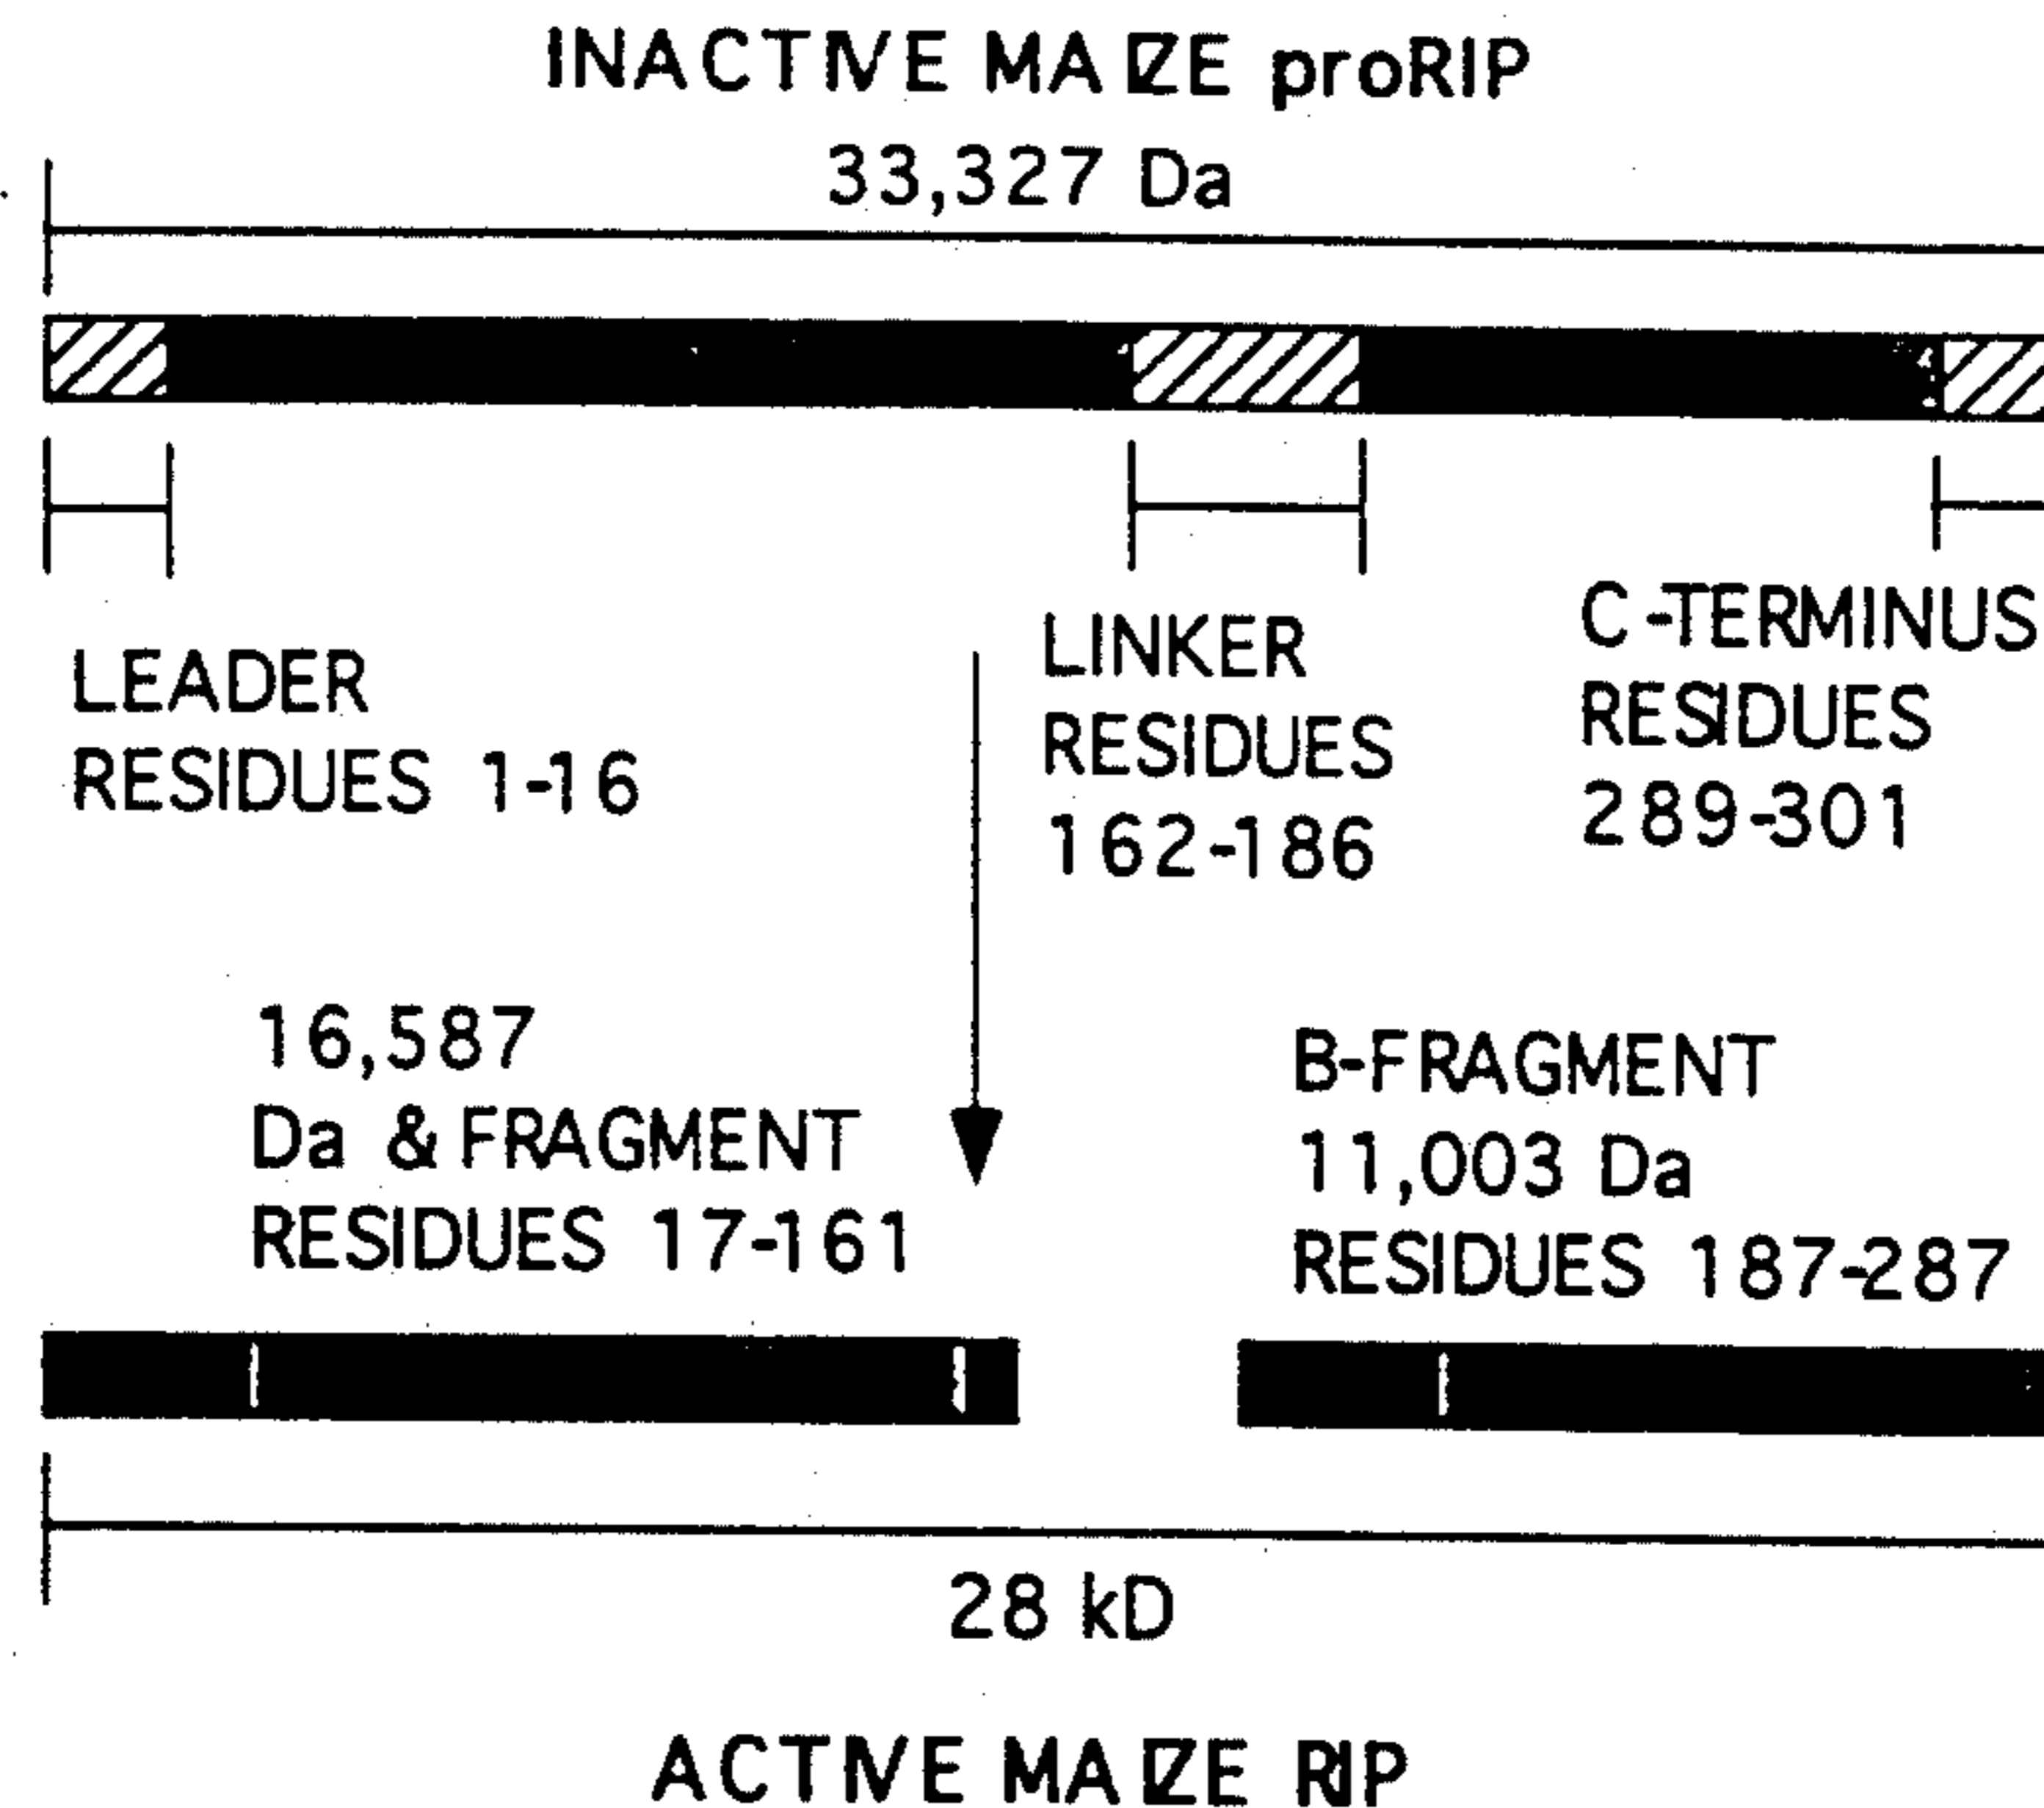 INACTIVE MAIZE proRIP
33,327 Da
LEADER
RESIDUES 1-16
LINKER
RESIDUES
162-186
C-TERMINUS
RESIDUES
289-301
16,587
Da & FRAGMENT
RESIDUES 17-161
B-FRAGMENT
11,003 Da
RESIDUES 187-287
28 kD
ACTIVE MAIZE RIP